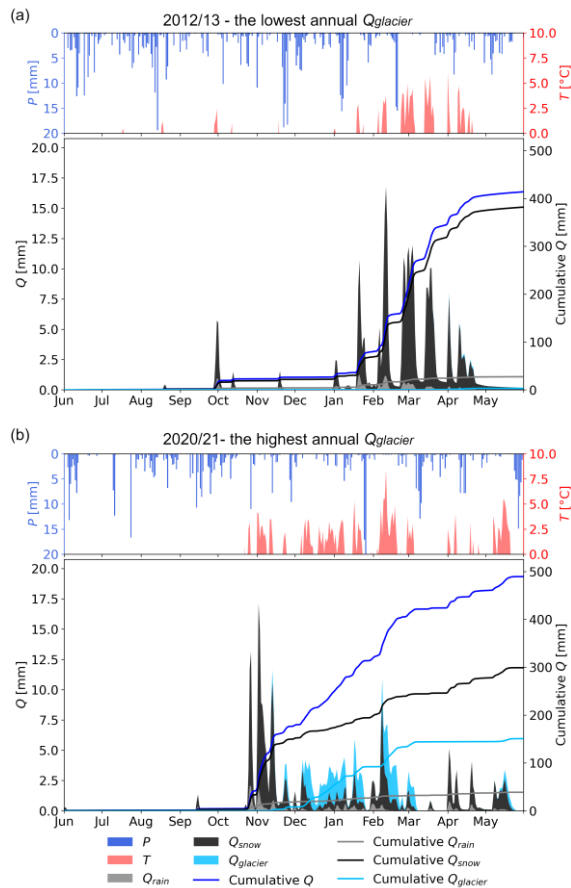 (a)
2012/13 - the lowest annual Qglacier
0
5
10
15
20
P [mm]
10.0
7.5
5.0
2.5
0.0
T [°C]
20.0
17.5
15.0
12.5
10.0
7.5
5.0
2.5
0.0
Q [mm]
500
400
300
200
100
0
Cumulative Q [mm]
Jun Jul Aug Sep Oct Nov Dec Jan Feb Mar Apr May
(b)
2020/21- the highest annual Qglacier
0
5
10
15
20
P [mm]
10.0
7.5
5.0
2.5
0.0
T [°C]
20.0
17.5
15.0
12.5
10.0
7.5
5.0
2.5
0.0
Q [mm]
500
400
300
200
100
0
Cumulative Q [mm]
Jun Jul Aug Sep Oct Nov Dec Jan Feb Mar Apr May
P Qsnow Cumulative Qrain
T Qglacier Cumulative Qsnow
Qrain Cumulative Q Cumulative Qglacier